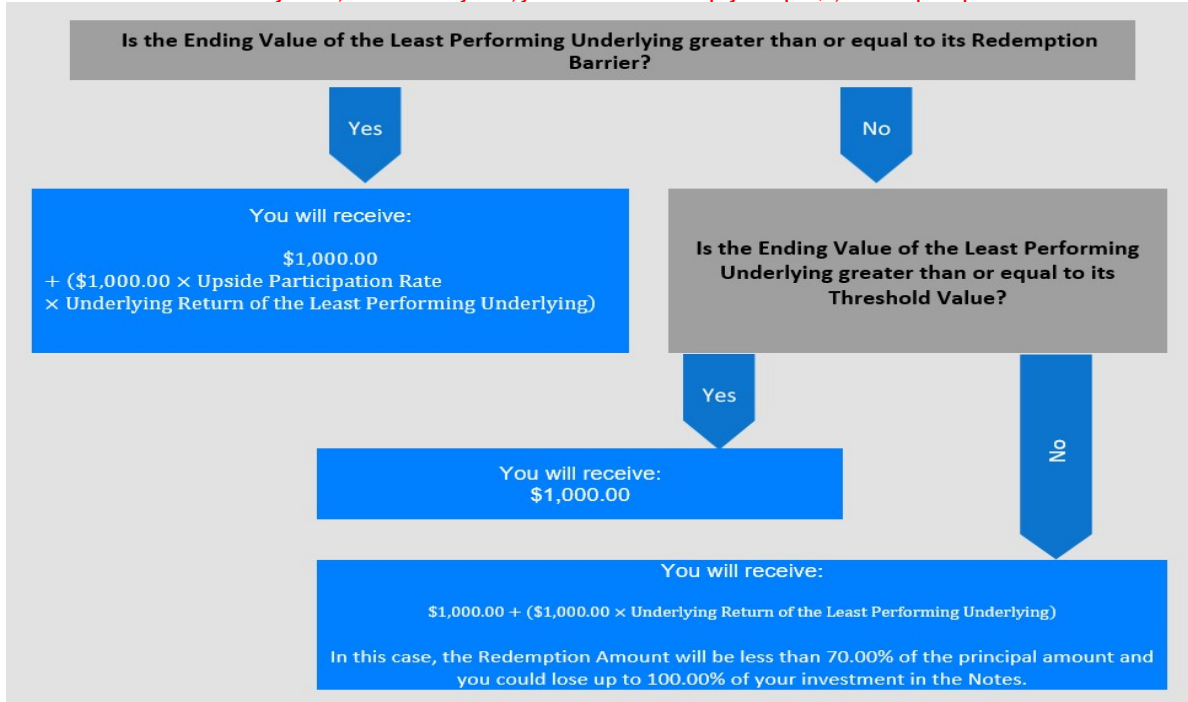 Is the Ending Value of the Least Performing Underlying greater than or equal to its Redemption
Barrier?
Yes
No
You will receive:
$1,000.00
+ ($1,000.00 × Upside Participation Rate
× Underlying Return of the Least Performing Underlying)
Is the Ending Value of the Least Performing
Underlying greater than or equal to its
Threshold Value?
Yes
No
You will receive:
$1,000.00
You will receive:
$1,000.00 + ($1,000.00 × Underlying Return of the Least Performing Underlying)
In this case, the Redemption Amount will be less than 70.00% of the principal amount and
you could lose up to 100.00% of your investment in the Notes.